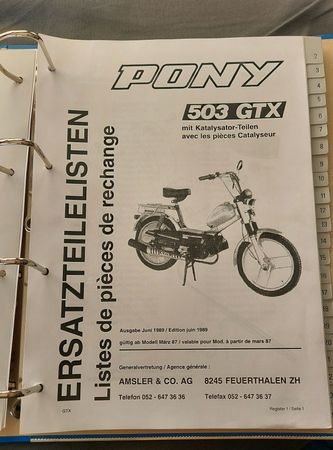 PONY
503 GTX
mit Katalysator-Teilen
avec les pièces Catalyseur
ERSATZTEILELISTEN
Listes de pièces de rechange
Ausgabe Juni 1989 / Edition juin 1989
gültig ab Modell März 87 / valable pour Mod. à partir de mars 87
Generalvertretung / Agence générale :
AMSLER & CO. AG 8245 FEUERTHALEN ZH
Telefon 052 - 647 36 36 Telefax 052 - 647 36 37
GTX Register 1 / Seite 1